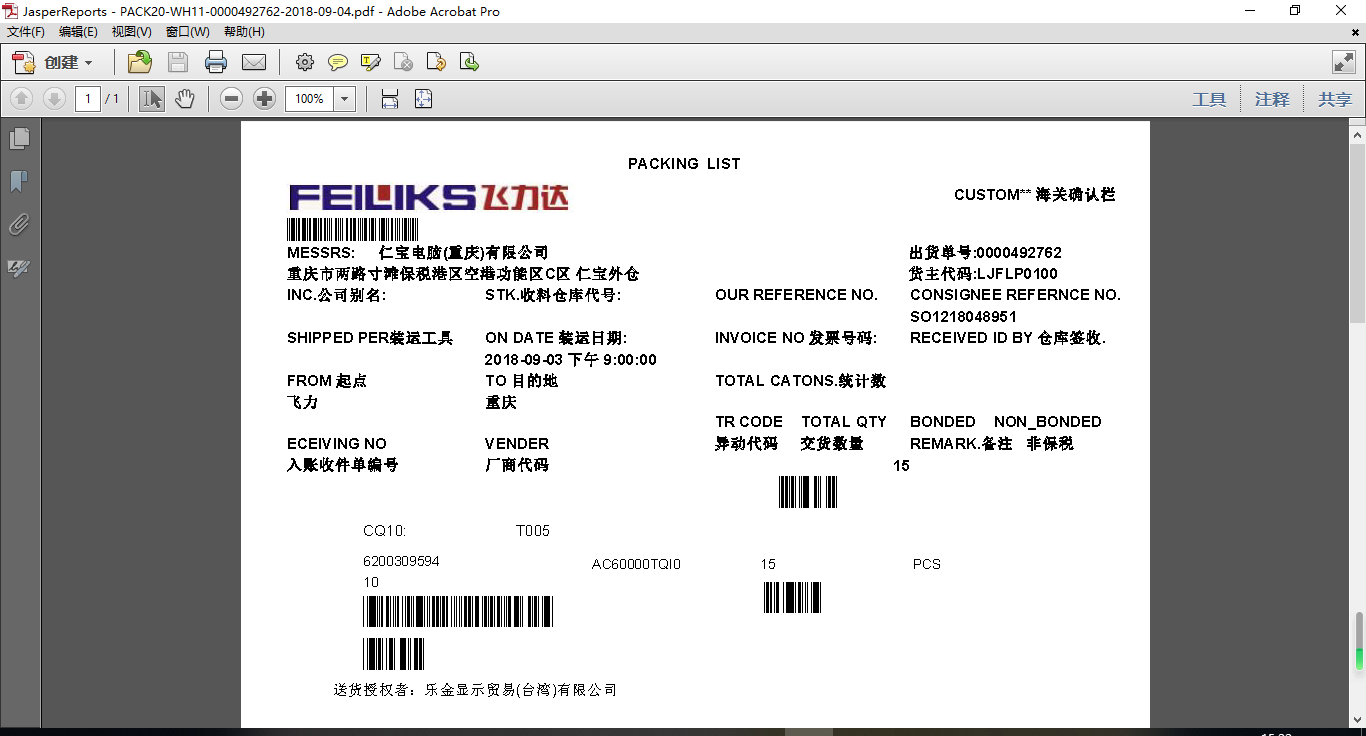 JasperReports - PACK20-WH11-0000492762-2018-09-04.pdf - Adobe Acrobat Pro
文件(F) 编辑(E) 视图(V) 窗口(W) 帮助(H)
创建
1 / 1 100% 工具 注释 共享
PACKING LIST
FEILIKS飞力达
CUSTOM** 海关确认栏
MESSRS: 仁宝电脑(重庆)有限公司 出货单号:0000492762
重庆市两路寸滩保税港区空港功能区C区 仁宝外仓 货主代码:LJFLP0100
INC.公司别名: STK.收料仓库代号: OUR REFERENCE NO. CONSIGNEE REFERNCE NO.
SO1218048951
SHIPPED PER装运工具 ON DATE 装运日期: INVOICE NO 发票号码: RECEIVED ID BY 仓库签收.
2018-09-03 下午 9:00:00
FROM 起点 TO 目的地 TOTAL CATONS.统计数
飞力 重庆
TR CODE TOTAL QTY BONDED NON_BONDED
ECEIVING NO VENDER 异动代码 交货数量 REMARK.备注 非保税
入账收件单编号 厂商代码 15
CQ10: T005
6200309594 AC60000TQI0 15 PCS
10
送货授权者：乐金显示贸易(台湾)有限公司